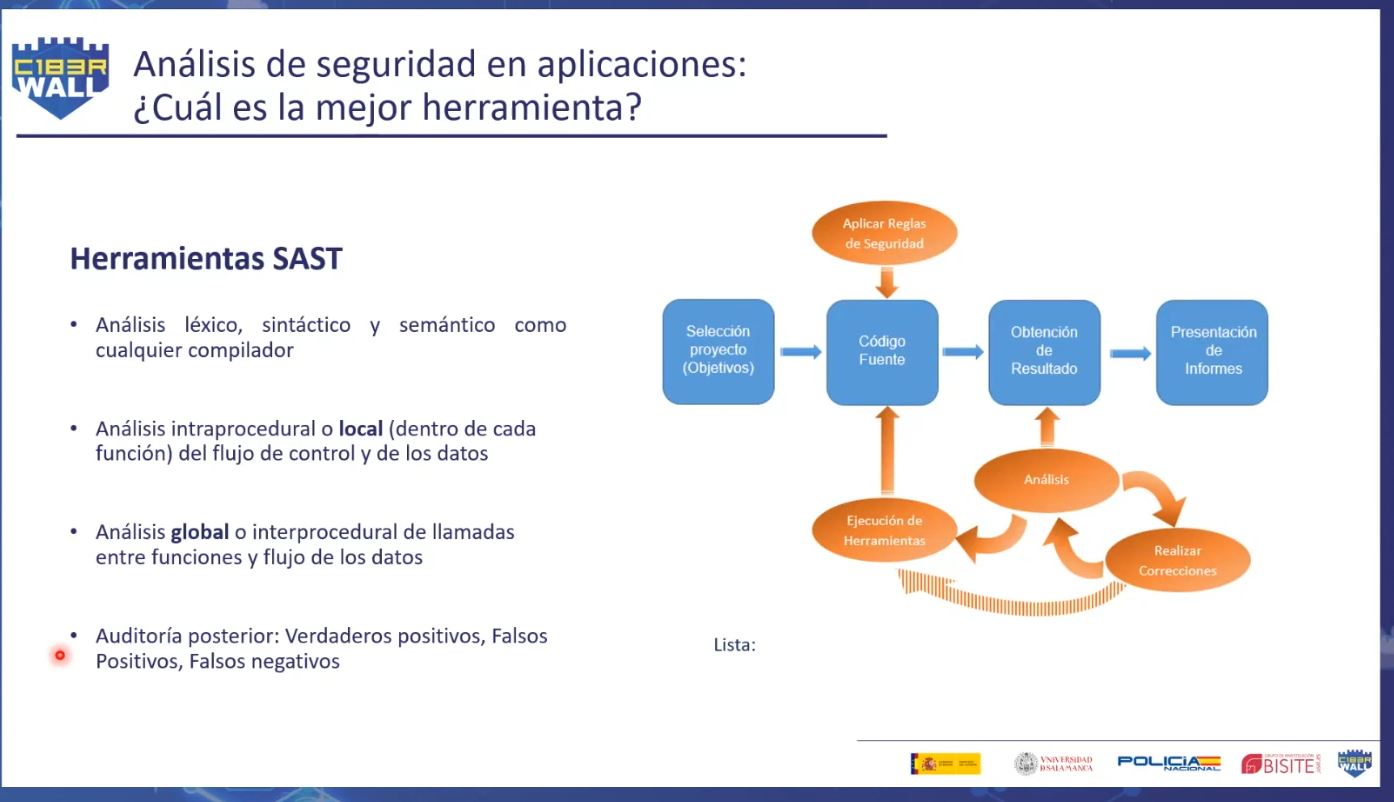 C1B3R
WALL
Análisis de seguridad en aplicaciones:
¿Cuál es la mejor herramienta?
Herramientas SAST
• Análisis léxico, sintáctico y semántico como
cualquier compilador
• Análisis intraprocedural o local (dentro de cada
función) del flujo de control y de los datos
• Análisis global o interprocedural de llamadas
entre funciones y flujo de los datos
• Auditoría posterior: Verdaderos positivos, Falsos
Positivos, Falsos negativos
Aplicar Reglas
de Seguridad
Selección
proyecto
(Objetivos)
Código
Fuente
Obtención
de
Resultado
Presentación
de
Informes
Análisis
Ejecución de
Herramientas
Realizar
Correcciones
Lista:
VNIVERSIDAD
D SALAMANCA
POLICÍA
NACIONAL
BISITE
C1B3R
WALL